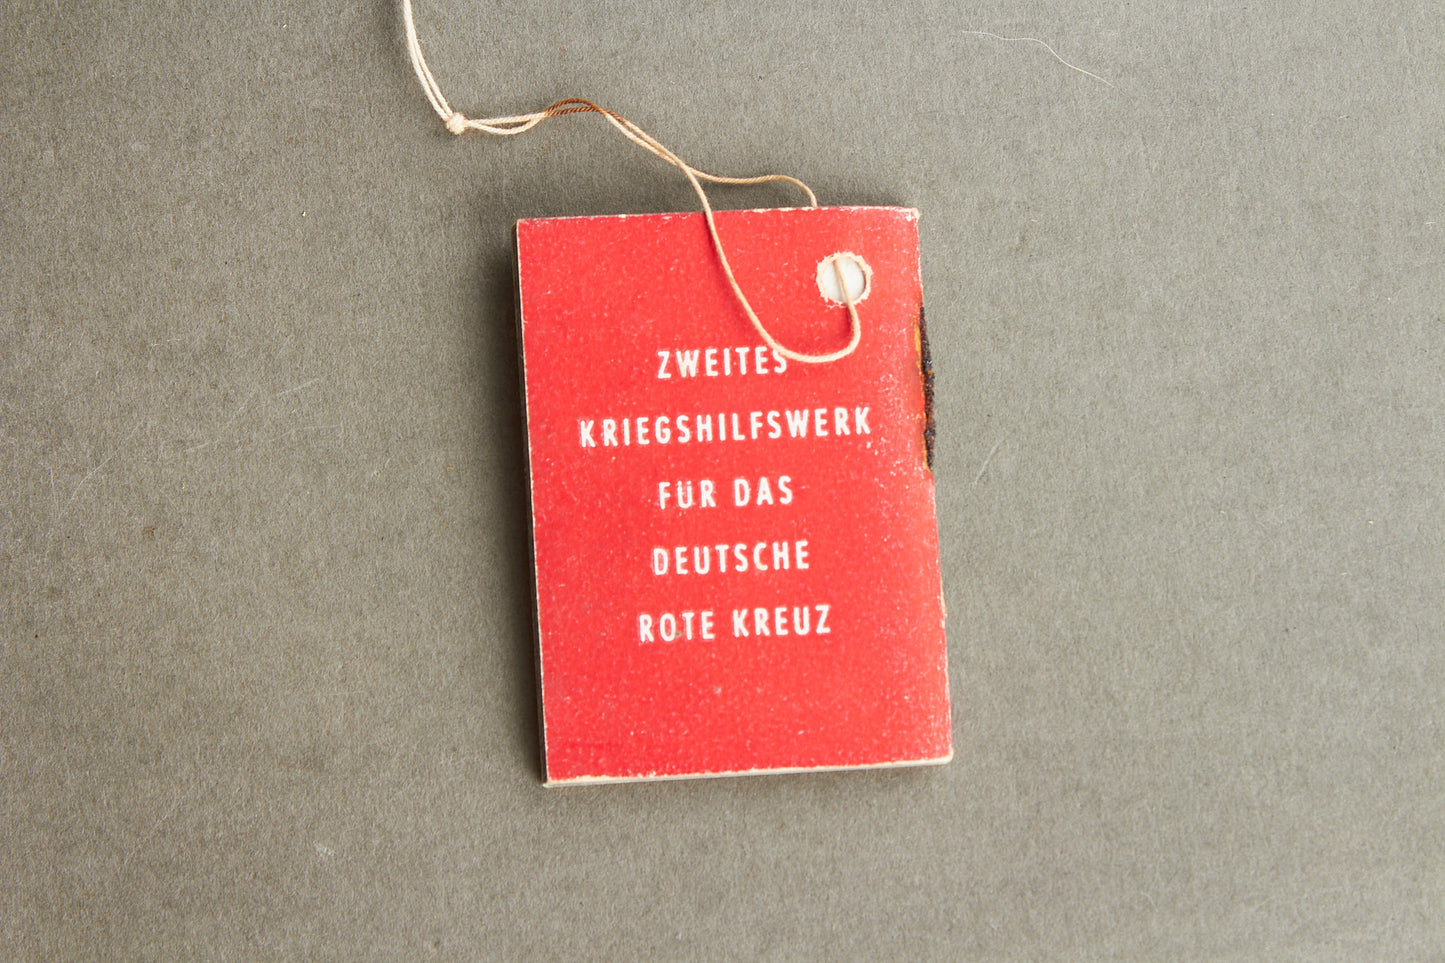 ZWEITES
KRIEGSHILFSWERK
FÜR DAS
DEUTSCHE
ROTE KREUZ